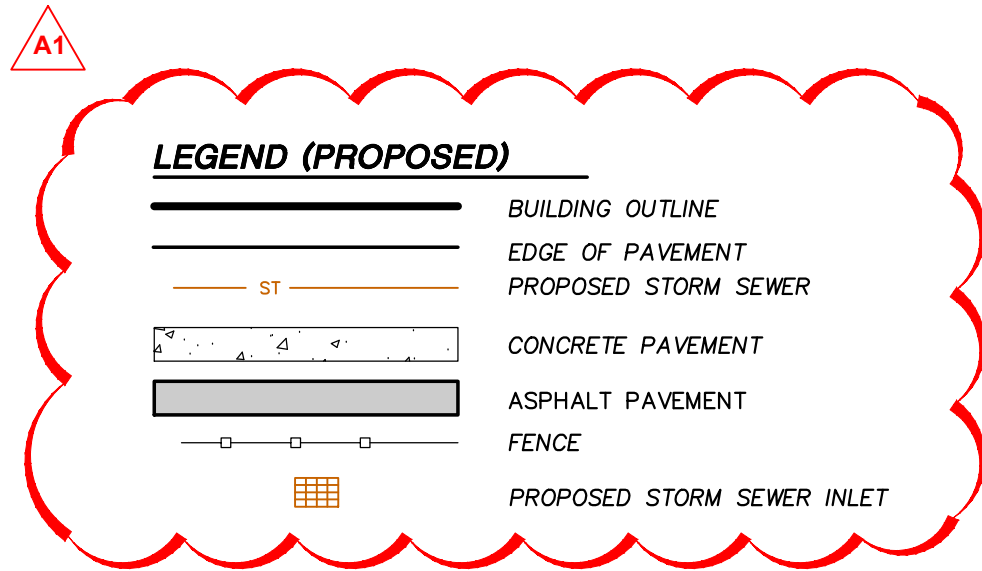 A1
LEGEND (PROPOSED)
BUILDING OUTLINE
EDGE OF PAVEMENT
ST
PROPOSED STORM SEWER
CONCRETE PAVEMENT
ASPHALT PAVEMENT
FENCE
PROPOSED STORM SEWER INLET